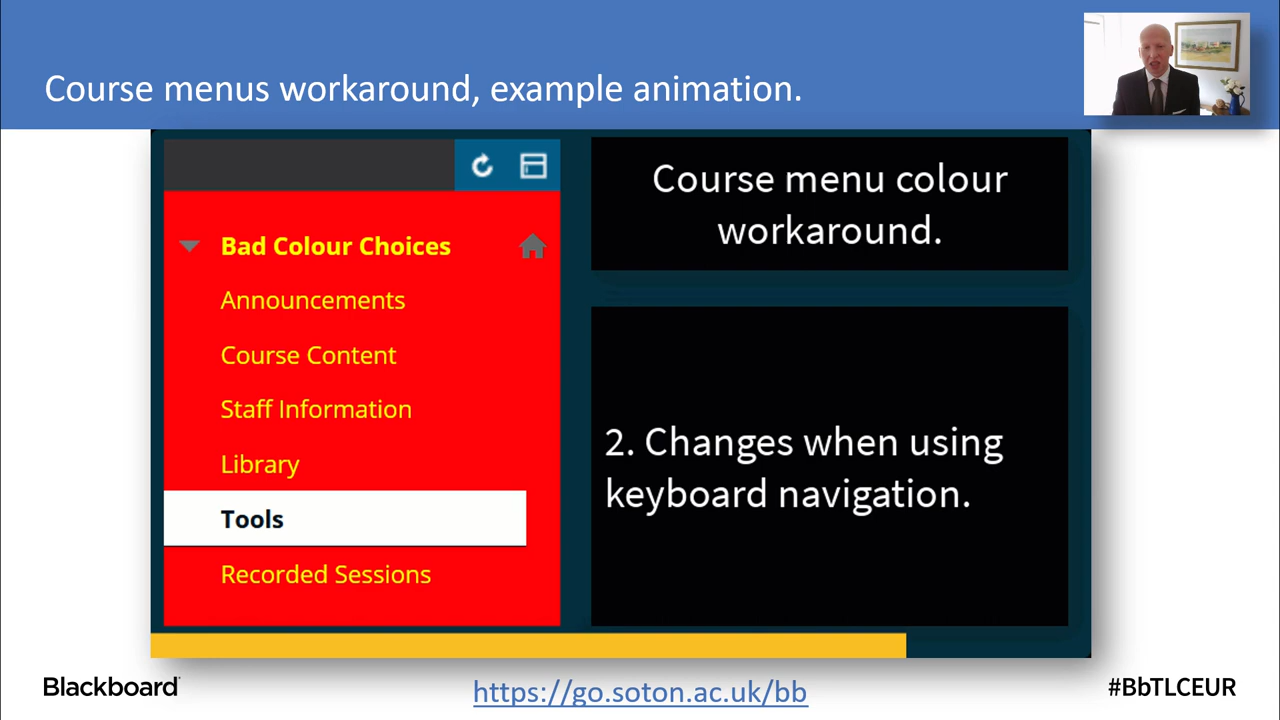 Course menus workaround, example animation.
Course menu colour
workaround.
Bad Colour Choices
Announcements
Course Content
Staff Information
Library
Tools
Recorded Sessions
2. Changes when using
keyboard navigation.
Blackboard
https://go.soton.ac.uk/bb
#BbTLCEUR